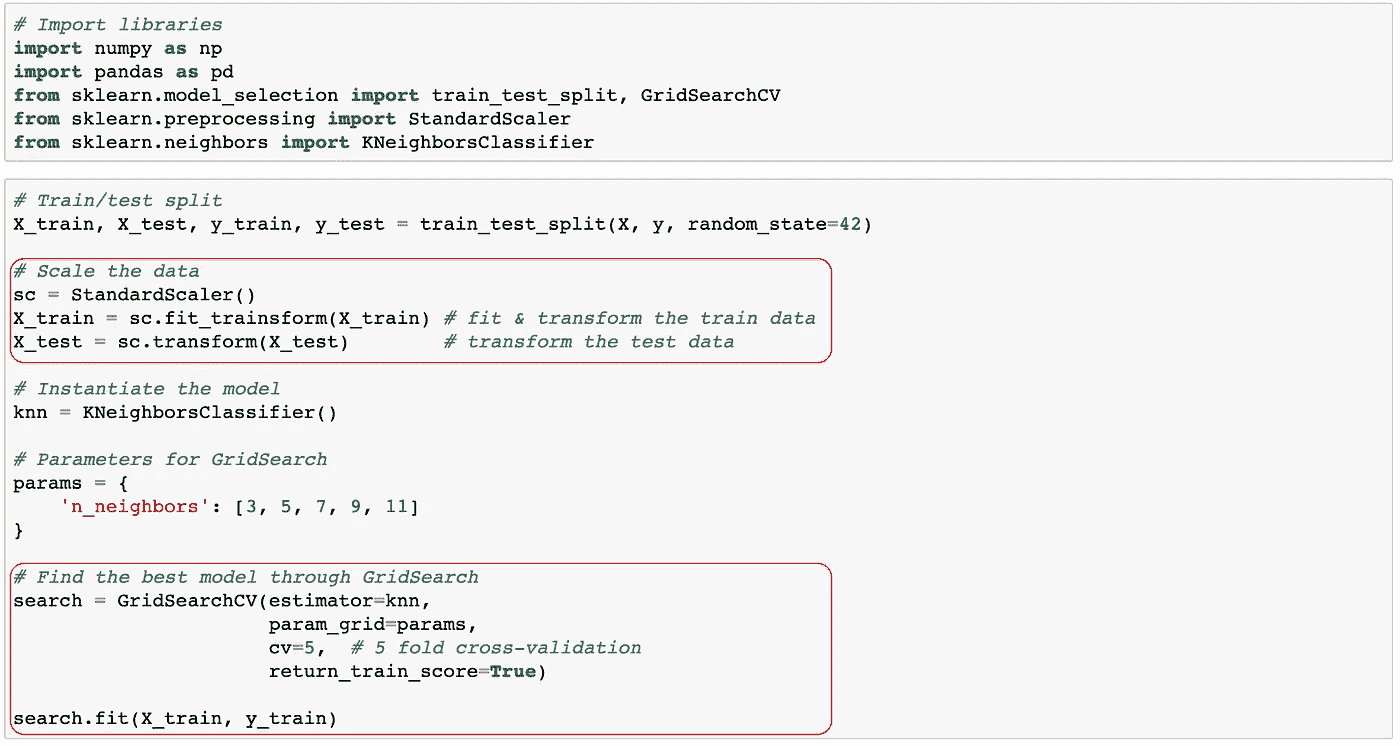 # Import libraries
import numpy as np
import pandas as pd
from sklearn.model_selection import train_test_split, GridSearchCV
from sklearn.preprocessing import StandardScaler
from sklearn.neighbors import KNeighborsClassifier
# Train/test split
X_train, X_test, y_train, y_test = train_test_split(X, y, random_state=42)
# Scale the data
sc = StandardScaler()
X_train = sc.fit_trainsform(X_train) # fit & transform the train data
X_test = sc.transform(X_test)        # transform the test data
# Instantiate the model
knn = KNeighborsClassifier()
# Parameters for GridSearch
params = {
    'n_neighbors': [3, 5, 7, 9, 11]
}
# Find the best model through GridSearch
search = GridSearchCV(estimator=knn,
                      param_grid=params,
                      cv=5,  # 5 fold cross-validation
                      return_train_score=True)
search.fit(X_train, y_train)